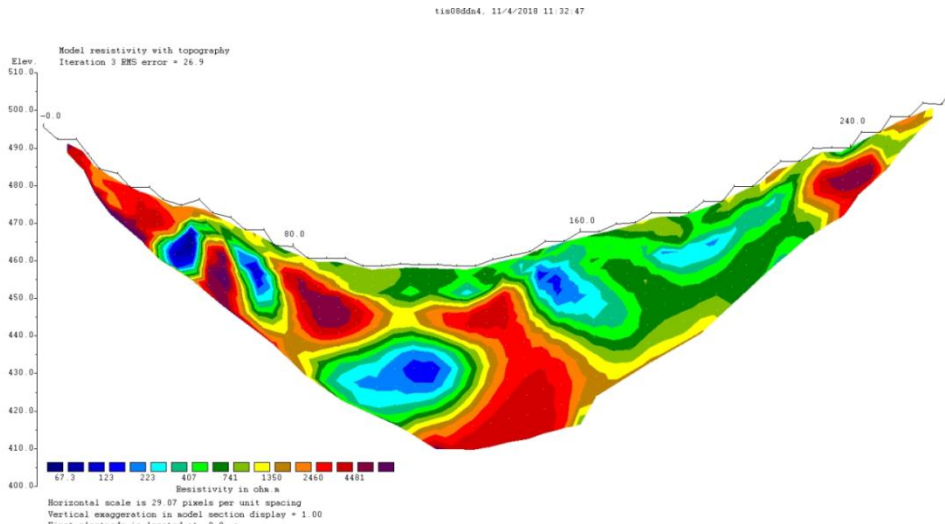 tis08ddn4, 11/4/2018 11:32:47
Model resistivity with topography
Iteration 3 RMS error = 26.9
Elev.
510.0
500.0
490.0
480.0
470.0
460.0
450.0
440.0
430.0
420.0
410.0
400.0
-0.0
80.0
160.0
240.0
67.3 123 223 407 741 1350 2460 4481
Resistivity in ohm m
Horizontal scale is 29.07 pixels per unit spacing
Vertical exaggeration in model section display = 1.00